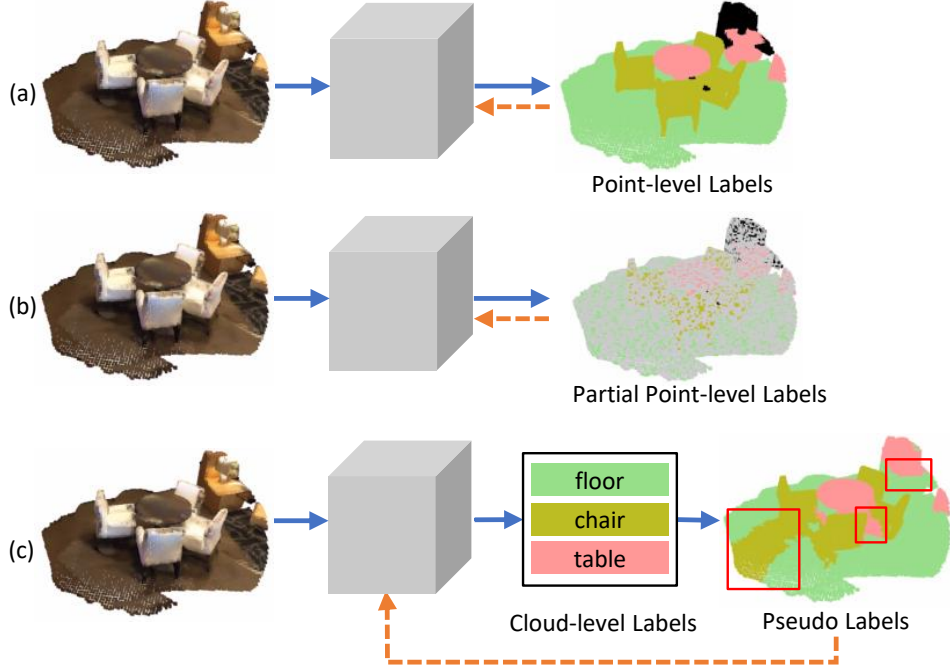 (a)
Point-level Labels
(b)
Partial Point-level Labels
(c)
floor
chair
table
Cloud-level Labels
Pseudo Labels